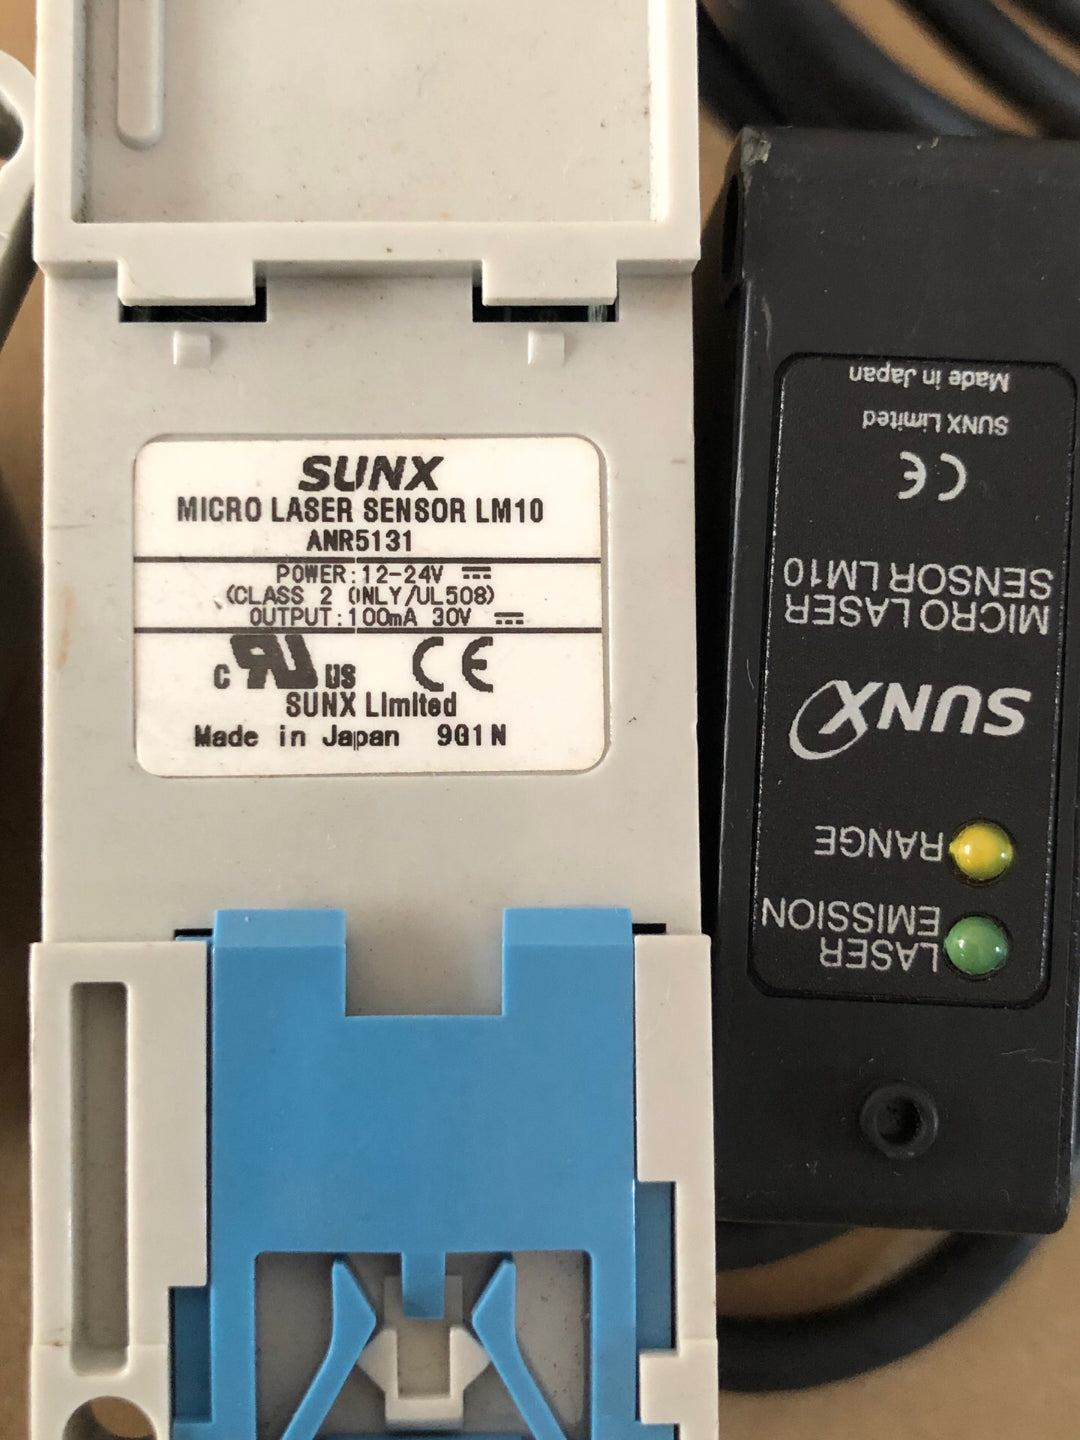 SUNX
MICRO LASER SENSOR LM10
ANR5131
POWER:12-24V
(CLASS 2 ONLY/UL508)
OUTPUT:100mA 30V
c UR US CE
SUNX Limited
Made in Japan 9G1N
LASER
EMISSION
RANGE
SUNX
MICRO LASER
SENSOR LM10
CE
SUNX Limited
Made in Japan